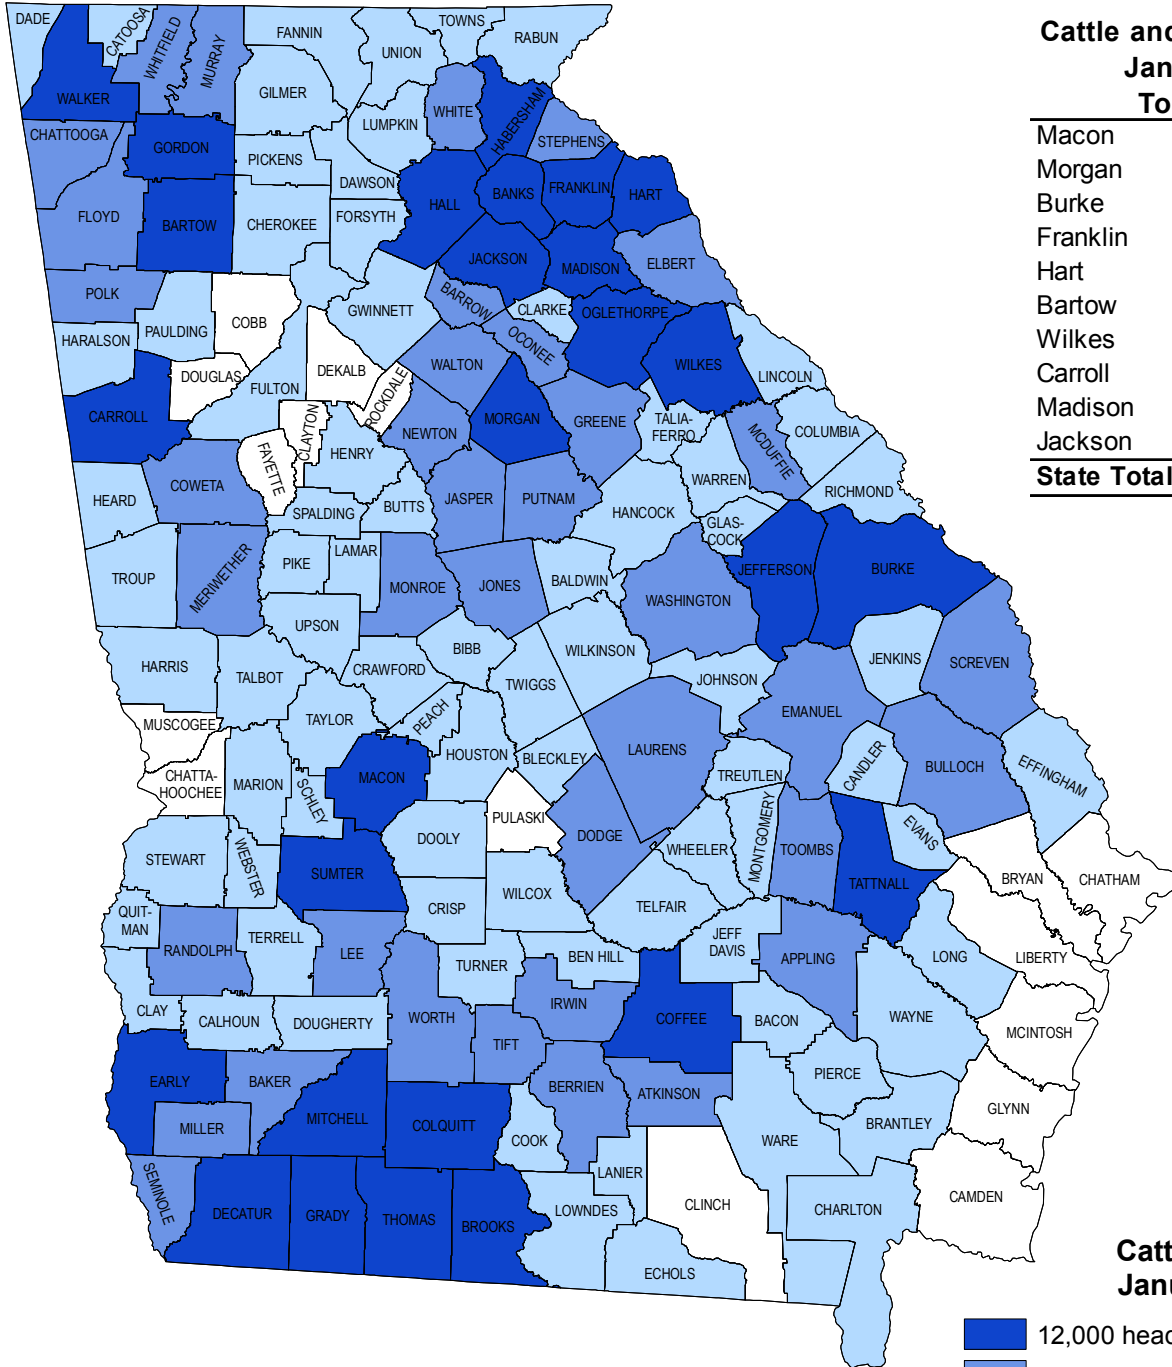 Cattle and
Jan
To
Macon
Morgan
Burke
Franklin
Hart
Bartow
Wilkes
Carroll
Madison
Jackson
State Total
DADE
CATOOSA
WHITFIELD
MURRAY
FANNIN
UNION
TOWNS
RABUN
WALKER
GILMER
LUMPKIN
WHITE
HABERSHAM
STEPHENS
CHATTOOGA
GORDON
PICKENS
DAWSON
HALL
BANKS
FRANKLIN
HART
FLOYD
BARTOW
CHEROKEE
FORSYTH
JACKSON
MADISON
ELBERT
POLK
PAULDING
COBB
GWINNETT
BARROW
CLARKE
OGLETHORPE
HARALSON
DOUGLAS
FULTON
DEKALB
ROCKDALE
WALTON
OCONEE
WILKES
LINCOLN
CARROLL
CLAYTON
FAYETTE
HENRY
NEWTON
MORGAN
GREENE
TALIA-
FERRO
MCDUFFIE
COLUMBIA
HEARD
COWETA
SPALDING
BUTTS
JASPER
PUTNAM
HANCOCK
WARREN
GLAS-
COCK
RICHMOND
TROUP
MERIWETHER
PIKE
LAMAR
MONROE
JONES
BALDWIN
WASHINGTON
JEFFERSON
BURKE
UPSON
HARRIS
TALBOT
CRAWFORD
BIBB
TWIGGS
WILKINSON
JOHNSON
JENKINS
SCREVEN
MUSCOGEE
TAYLOR
PEACH
HOUSTON
BLECKLEY
LAURENS
EMANUEL
CHATTA-
HOOCHEE
MARION
SCHLEY
MACON
TREUTLEN
CANDLER
BULLOCH
EFFINGHAM
STEWART
WEBSTER
SUMTER
DOOLY
PULASKI
DODGE
WHEELER
MONTGOMERY
TOOMBS
TATTNALL
EVANS
BRYAN
CHATHAM
QUIT-
MAN
RANDOLPH
TERRELL
LEE
CRISP
WILCOX
TELFAIR
JEFF
DAVIS
APPLING
LONG
LIBERTY
CLAY
CALHOUN
DOUGHERTY
WORTH
TURNER
BEN HILL
IRWIN
COFFEE
BACON
WAYNE
MCINTOSH
EARLY
BAKER
MILLER
MITCHELL
COLQUITT
TIFT
BERRIEN
ATKINSON
PIERCE
BRANTLEY
GLYNN
SEMINOLE
DECATUR
GRADY
THOMAS
BROOKS
COOK
LANIER
LOWNDES
ECHOLS
CLINCH
WARE
CHARLTON
CAMDEN
Catt
Janu
12,000 head